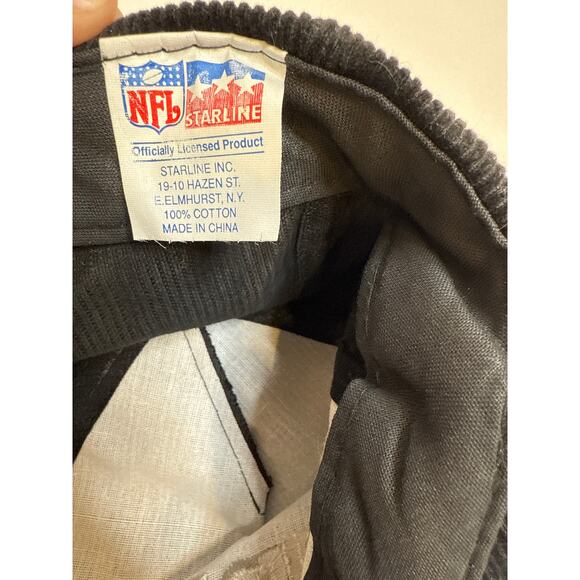 NFL STARLINE
Officially Licensed Product
STARLINE INC.
19-10 HAZEN ST.
E.ELMHURST, N.Y.
100% COTTON
MADE IN CHINA